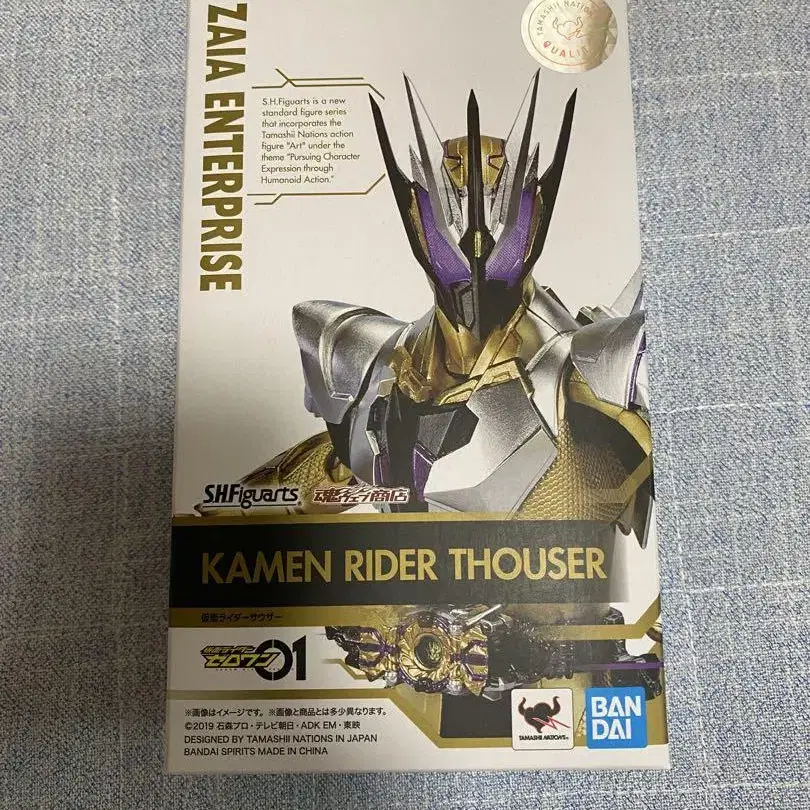 ZAIA ENTERPRISE
TAMASHII NATIONS
QUALITY
S.H.Figuarts is a new
standard figure series
that incorporates the
Tamashii Nations action
figure "Art" under the
theme "Pursuing Character
Expression through
Humanoid Action."
S.H.Figuarts
魂ウェブ商店
KAMEN RIDER THOUSER
仮面ライダーサウザー
仮面ライダー
ゼロワン 01
※画像はイメージです。 ※画像と商品とは多少異なります。
©2019 石森プロ・テレビ朝日・ADK EM・東映
DESIGNED BY TAMASHII NATIONS IN JAPAN
BANDAI SPIRITS MADE IN CHINA
TAMASHII NATIONS
BAN
DAI